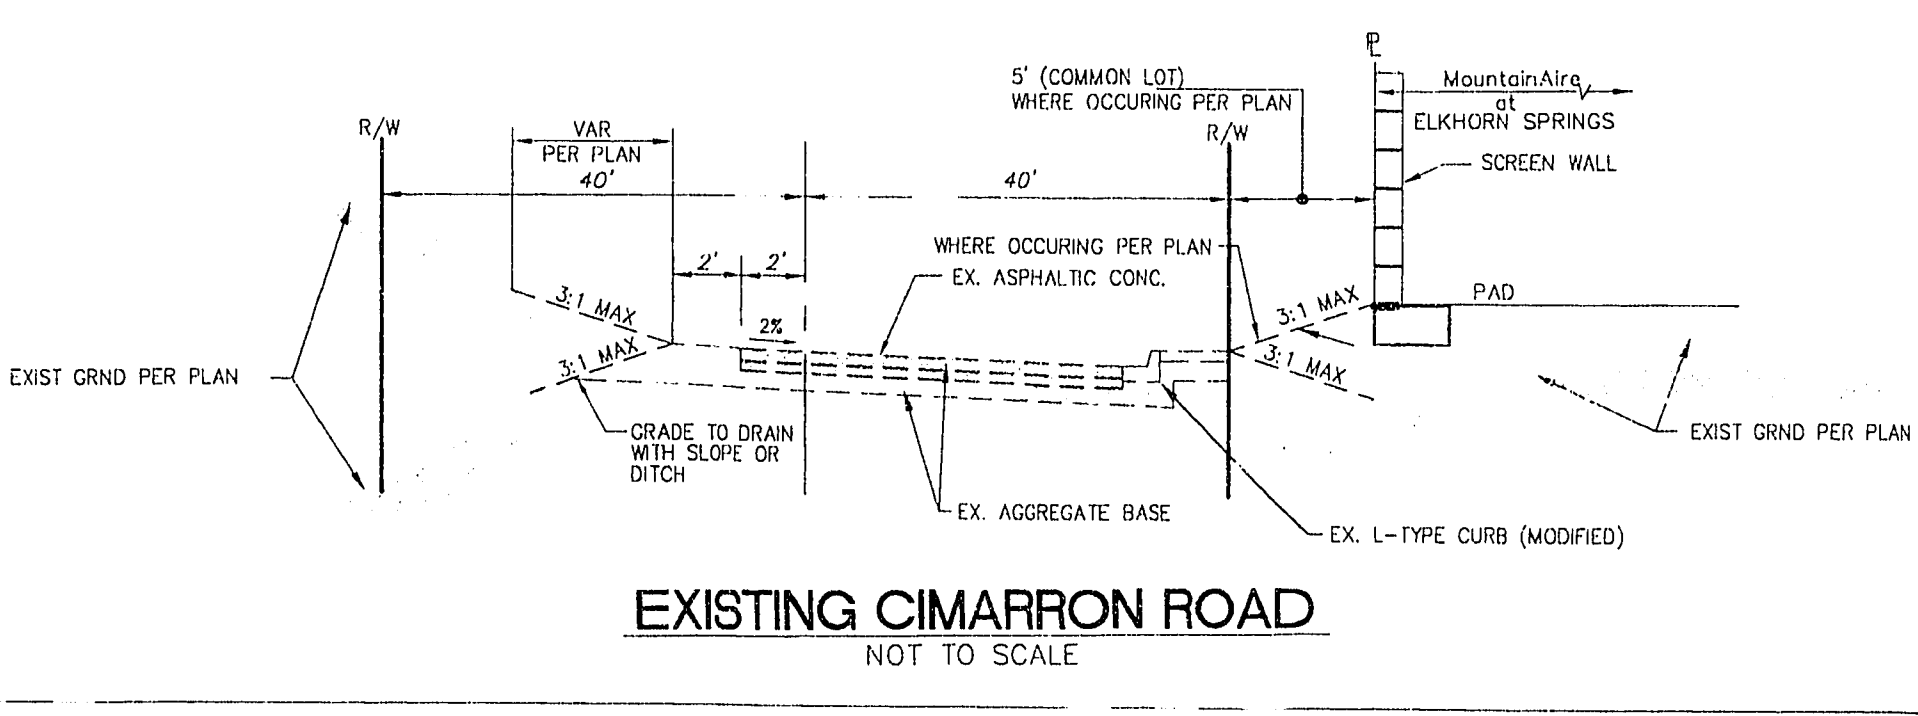 PL
5' (COMMON LOT)
WHERE OCCURING PER PLAN
MountainAire
at
ELKHORN SPRINGS
R/W
VAR
PER PLAN
R/W
SCREEN WALL
40'
40'
WHERE OCCURING PER PLAN
2'
2'
EX. ASPHALTIC CONC.
3:1 MAX
3:1 MAX
PAD
2%
3:1 MAX
3:1 MAX
EXIST GRND PER PLAN
GRADE TO DRAIN
WITH SLOPE OR
DITCH
EXIST GRND PER PLAN
EX. AGGREGATE BASE
EX. L-TYPE CURB (MODIFIED)
EXISTING CIMARRON ROAD
NOT TO SCALE